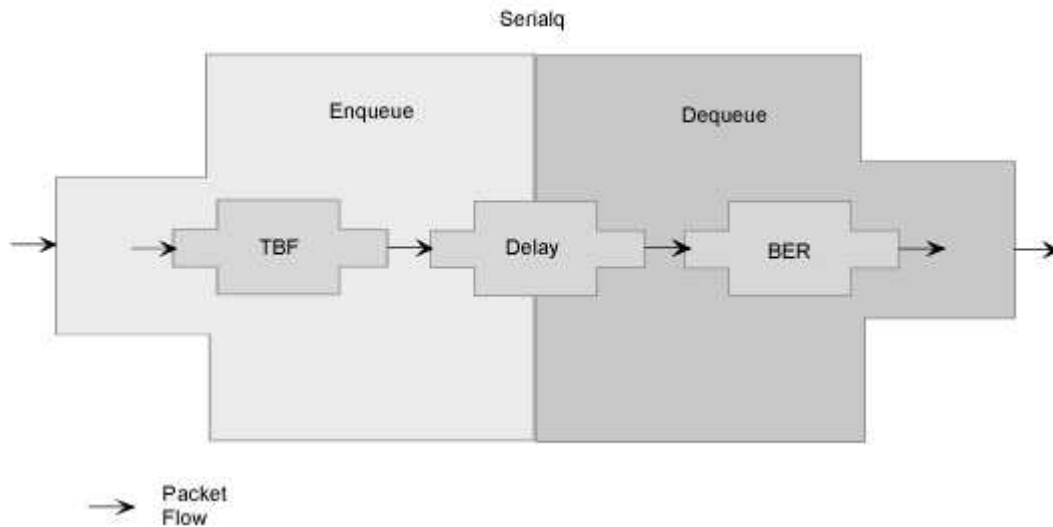 Serialq
Enqueue
Dequeue
TBF
Delay
BER
Packet
Flow